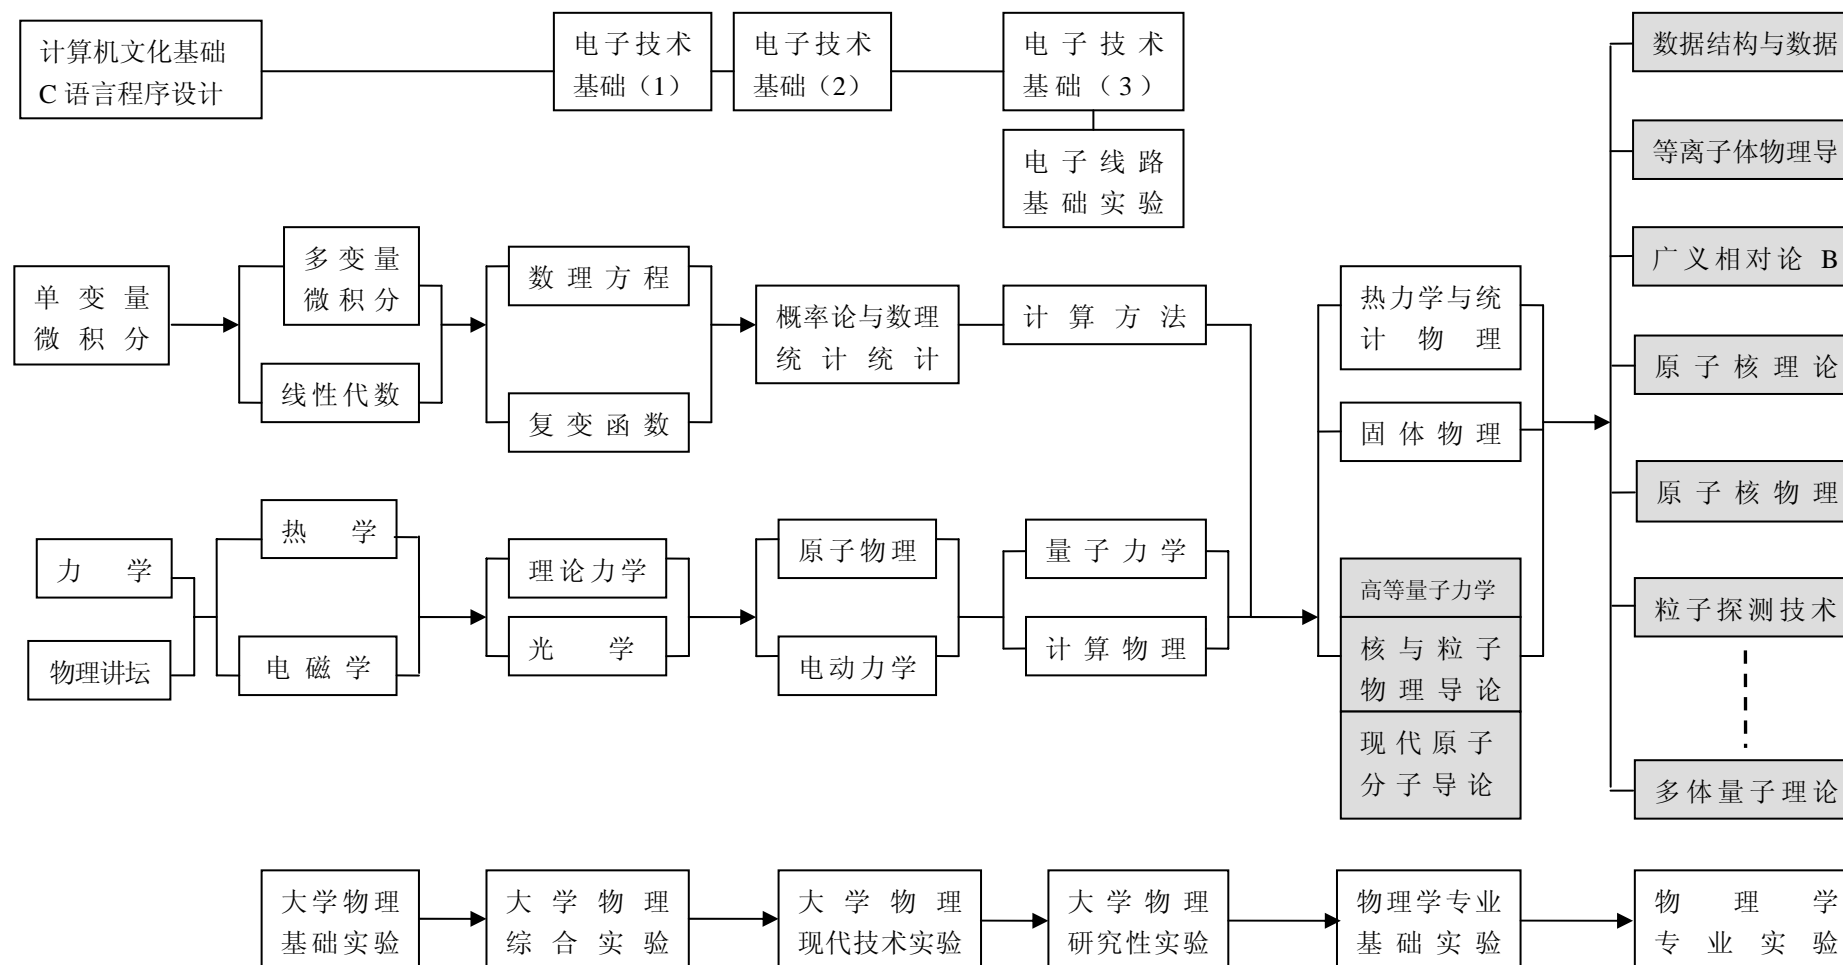 计算机文化基础
C 语言程序设计
电子技术
基础（1）
电子技术
基础（2）
电子技术
基础（3）
电子线路
基础实验
数据结构与数据
等离子体物理导
广义相对论 B
原子核理论
原子核物理
粒子探测技术
多体量子理论
单变量
微积分
多变量
微积分
线性代数
数理方程
复变函数
概率论与数理
统计统计
计算方法
热力学与统
计物理
固体物理
高等量子力学
核与粒子
物理导论
现代原子
分子导论
力学
物理讲坛
热学
电磁学
理论力学
光学
原子物理
电动力学
量子力学
计算物理
大学物理
基础实验
大学物理
综合实验
大学物理
现代技术实验
大学物理
研究性实验
物理学专业
基础实验
物理学
专业实验